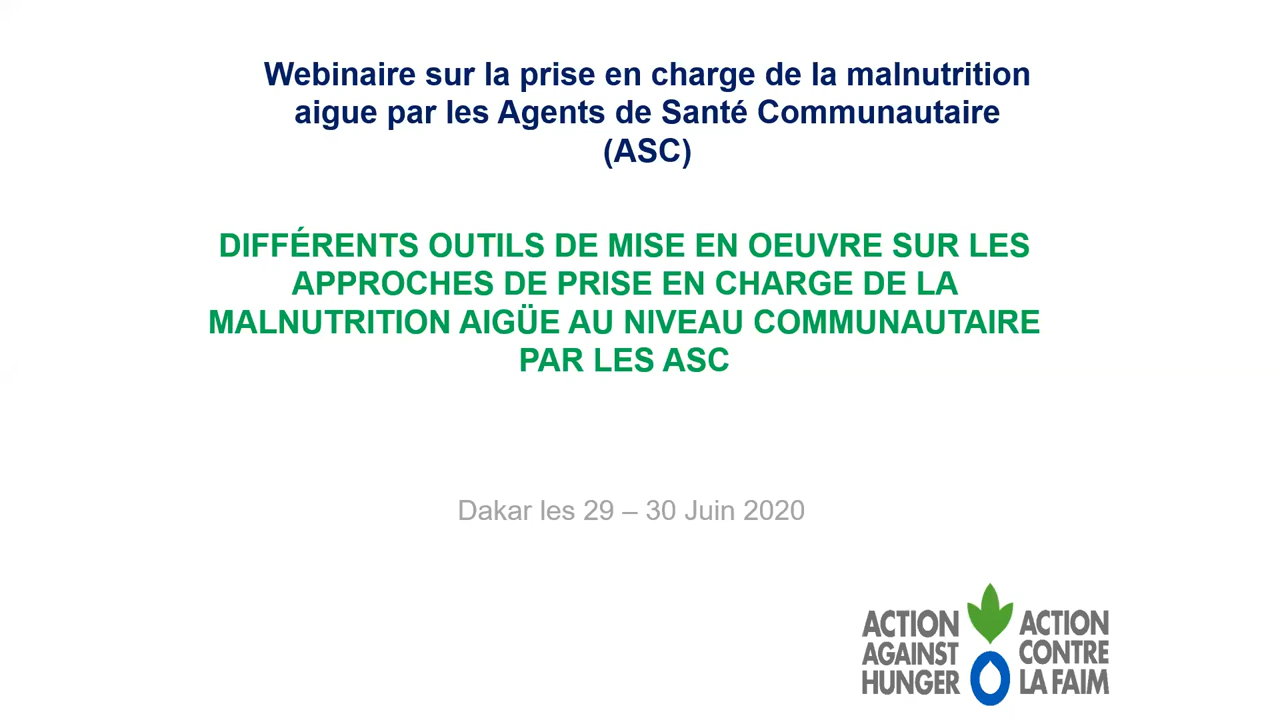 Webinaire sur la prise en charge de la malnutrition
aigue par les Agents de Santé Communautaire
(ASC)
DIFFÉRENTS OUTILS DE MISE EN OEUVRE SUR LES
APPROCHES DE PRISE EN CHARGE DE LA
MALNUTRITION AIGÜE AU NIVEAU COMMUNAUTAIRE
PAR LES ASC
Dakar les 29 – 30 Juin 2020
ACTION
AGAINST
HUNGER
ACTION
CONTRE
LA FAIM